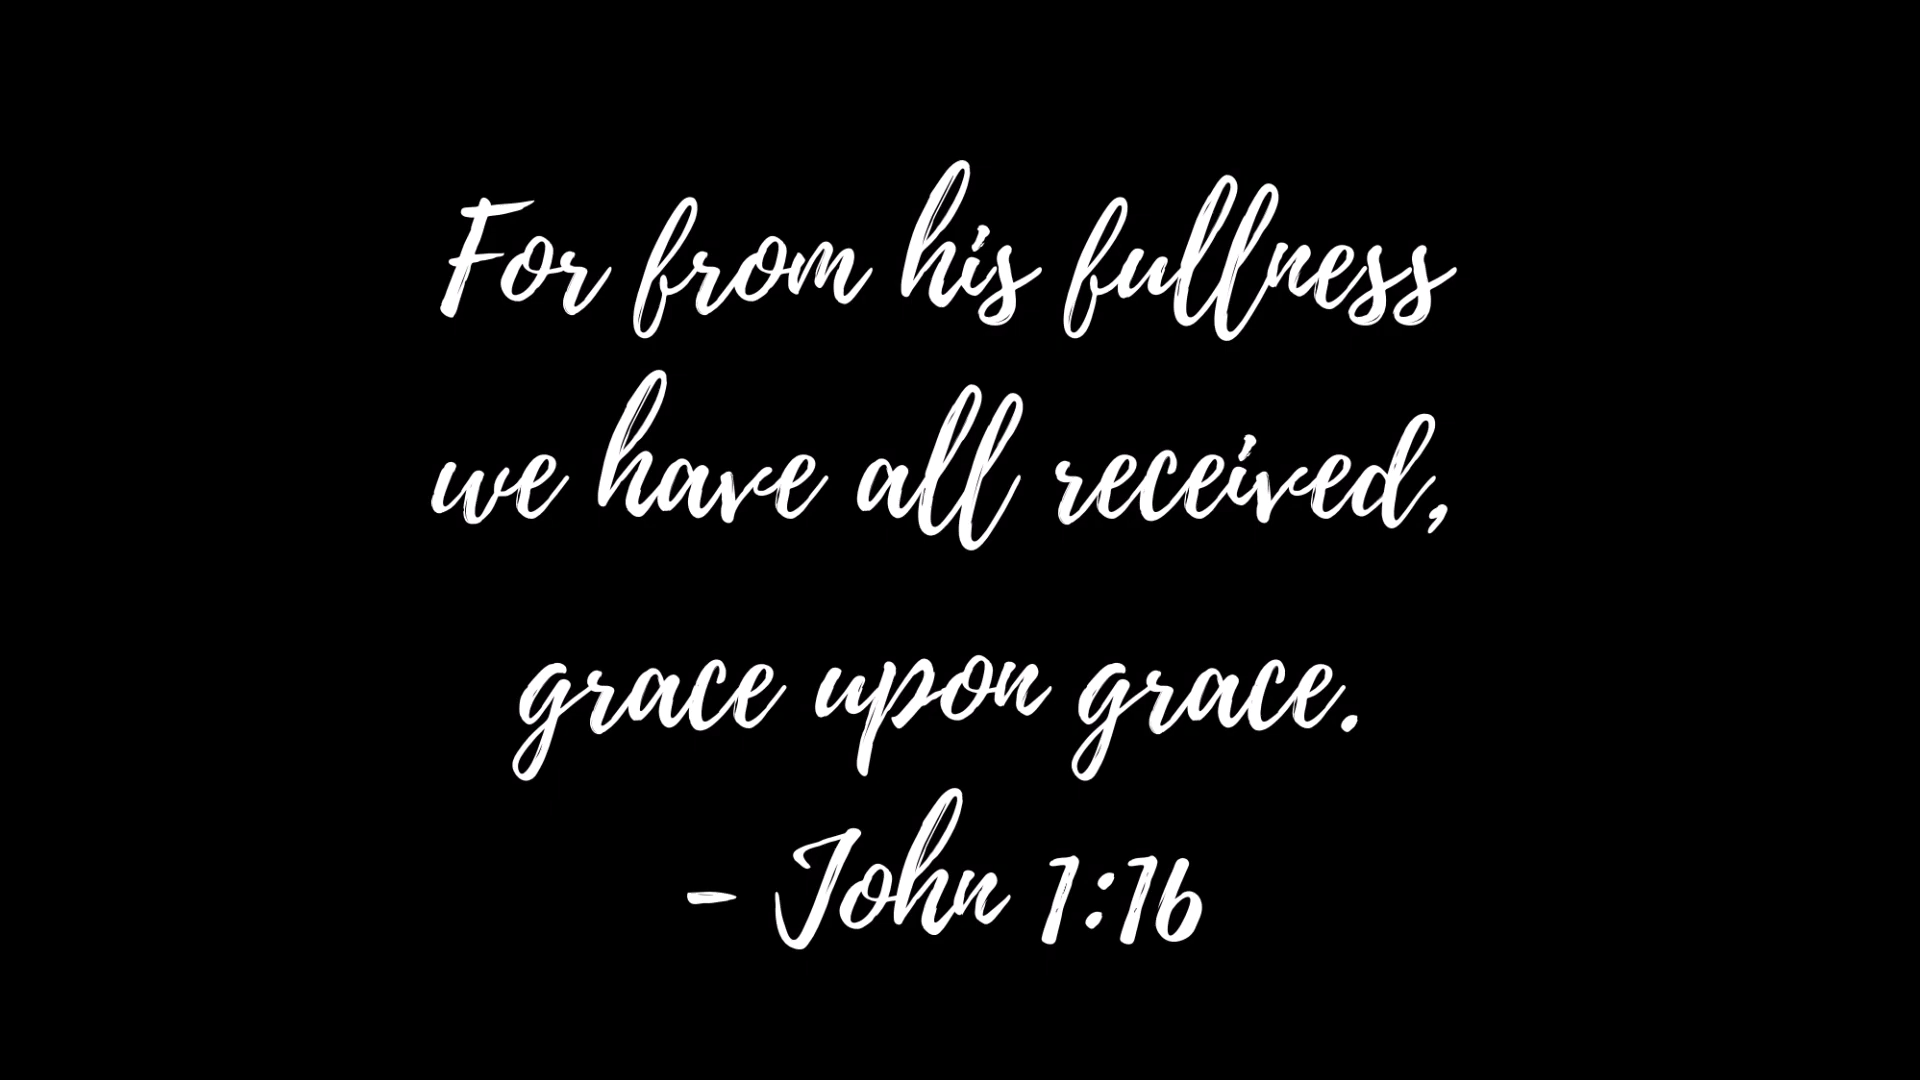 For from his fullness
we have all received,
grace upon grace.
- John 1:16